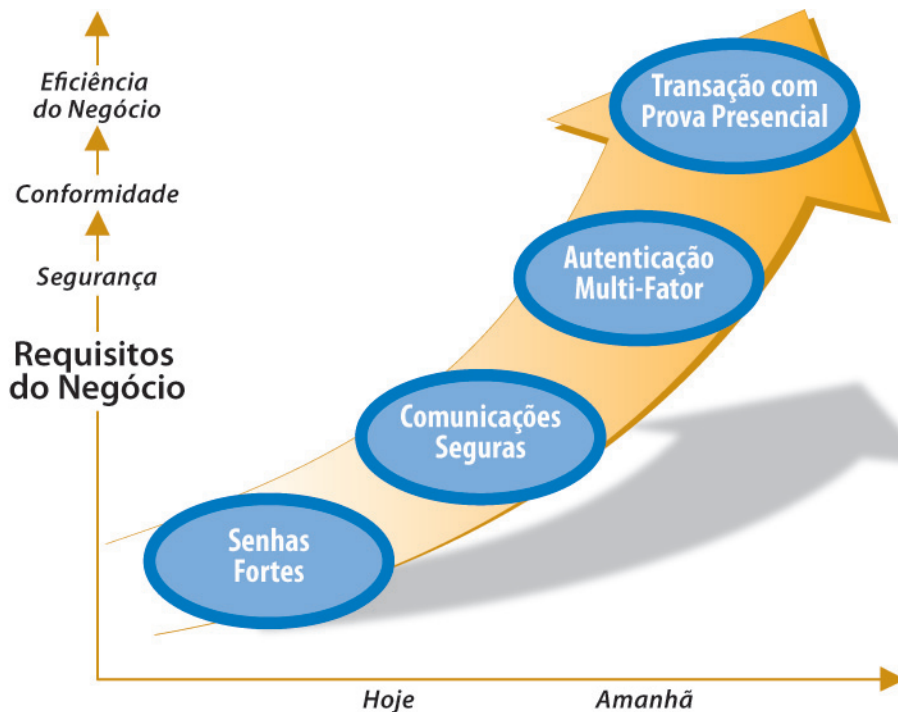 Eficiência
do Negócio
Conformidade
Segurança
Requisitos
do Negócio
Transação com
Prova Presencial
Autenticação
Multi-Fator
Comunicações
Seguras
Senhas
Fortes
Hoje
Amanhã